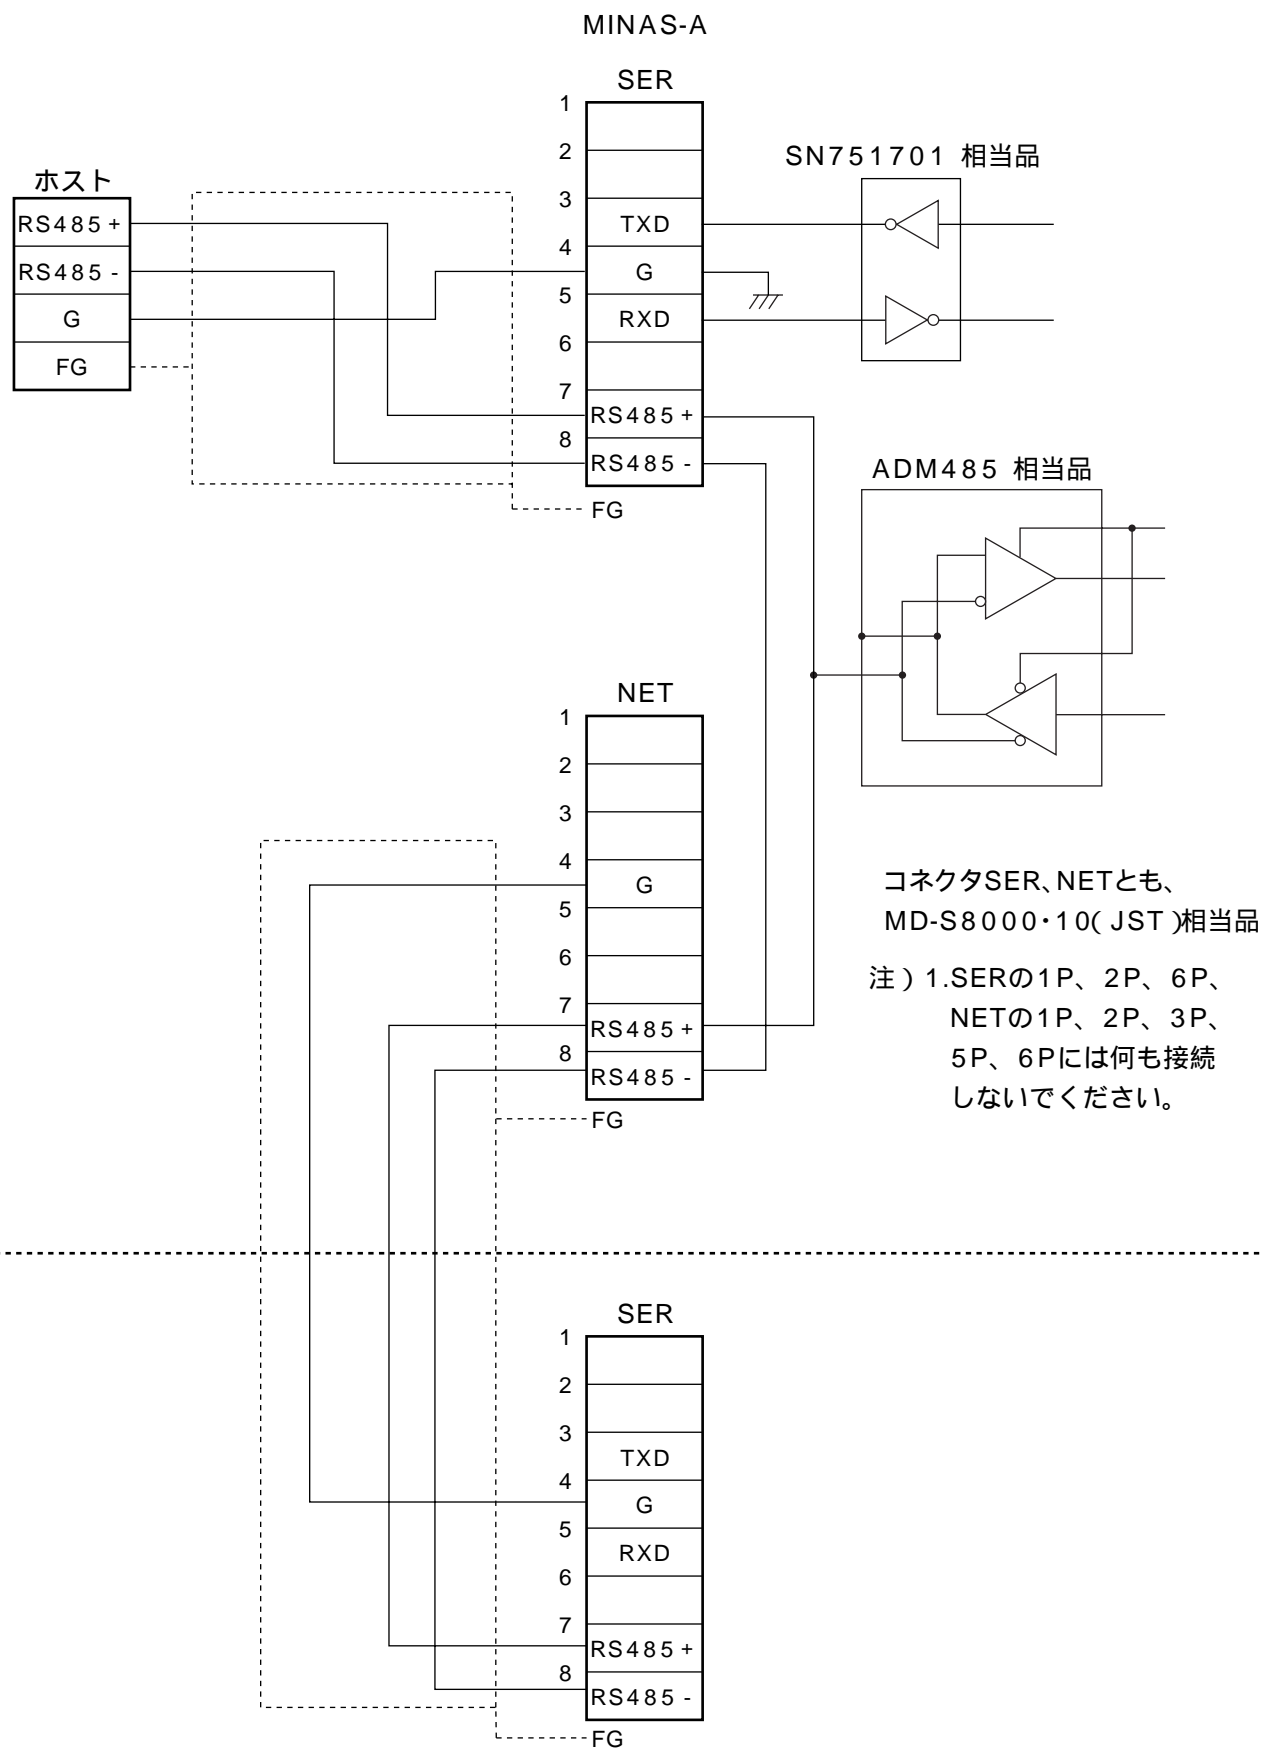 MINAS-A
SER
SN751701 相当品
ホスト
RS485+
RS485-
G
FG
1
2
3
TXD
4
G
5
RXD
6
7
RS485+
8
RS485-
FG
ADM485 相当品
NET
1
2
3
4
G
5
6
7
RS485+
8
RS485-
FG
コネクタSER、NETとも、
MD-S8000・10(JST)相当品
注）1.SERの1P、2P、6P、
NETの1P、2P、3P、
5P、6Pには何も接続
しないでください。
SER
1
2
3
TXD
4
G
5
RXD
6
7
RS485+
8
RS485-
FG